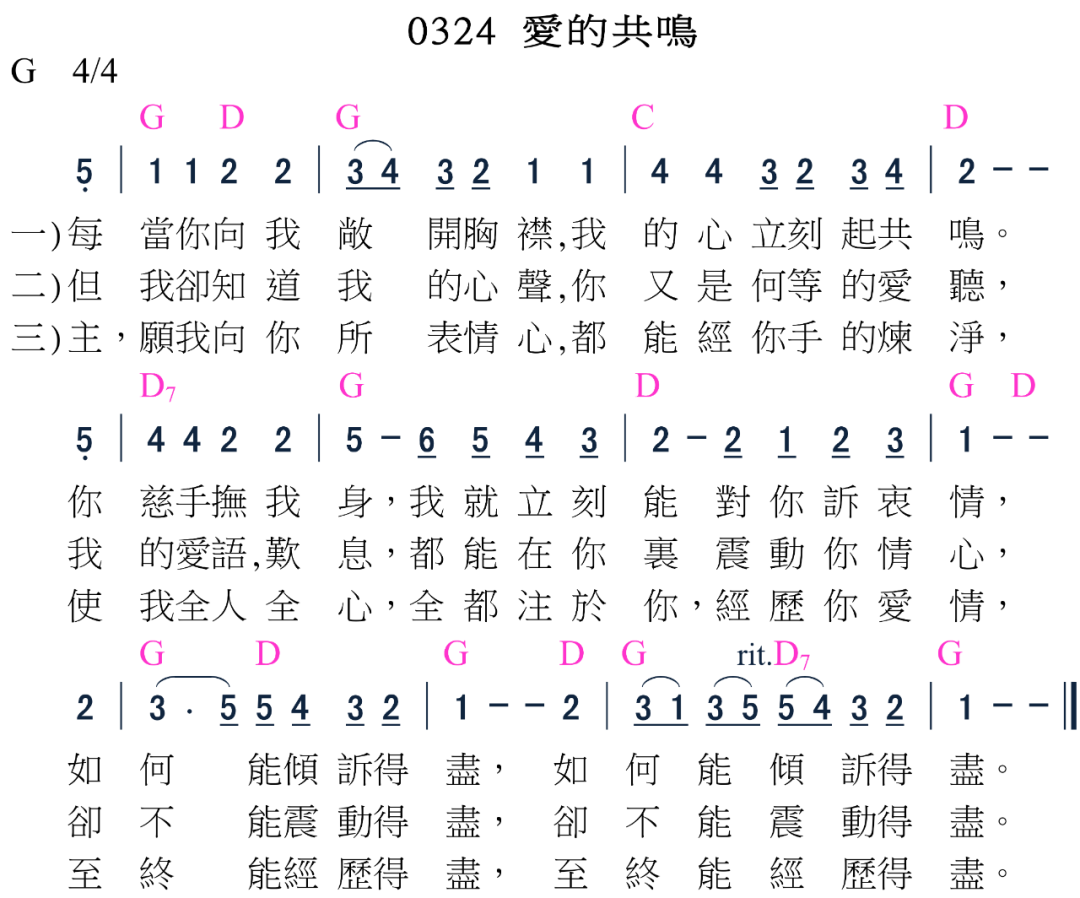 0324 愛的共鳴
G 4/4
G D G C D
5̣ | 1 1 2 2 | 3 4 3 2 1 1 | 4 4 3 2 3 4 | 2 – –
一)每 當你向 我 敞 開胸 襟,我 的 心 立刻 起共 鳴。
二)但 我卻知 道 我 的心 聲,你 又 是 何等 的愛 聽，
三)主，願我向 你 所 表情 心,都 能 經 你手 的煉 淨，
D7 G D G D
5̣ | 4 4 2 2 | 5 – 6 5 4 3 | 2 – 2 1 2 3 | 1 – –
你 慈手撫 我 身，我 就 立 刻 能 對 你 訴 衷 情，
我 的愛語,歎 息，都 能 在 你 裏 震 動 你 情 心，
使 我全人 全 心，全 都 注 於 你，經 歷 你 愛 情，
G D G D G rit.D7 G
2 | 3 . 5 5 4 3 2 | 1 – – 2 | 3 1 3 5 5 4 3 2 | 1 – – ‖
如 何 能傾 訴得 盡， 如 何 能 傾 訴得 盡。
卻 不 能震 動得 盡， 卻 不 能 震 動得 盡。
至 終 能經 歷得 盡， 至 終 能 經 歷得 盡。